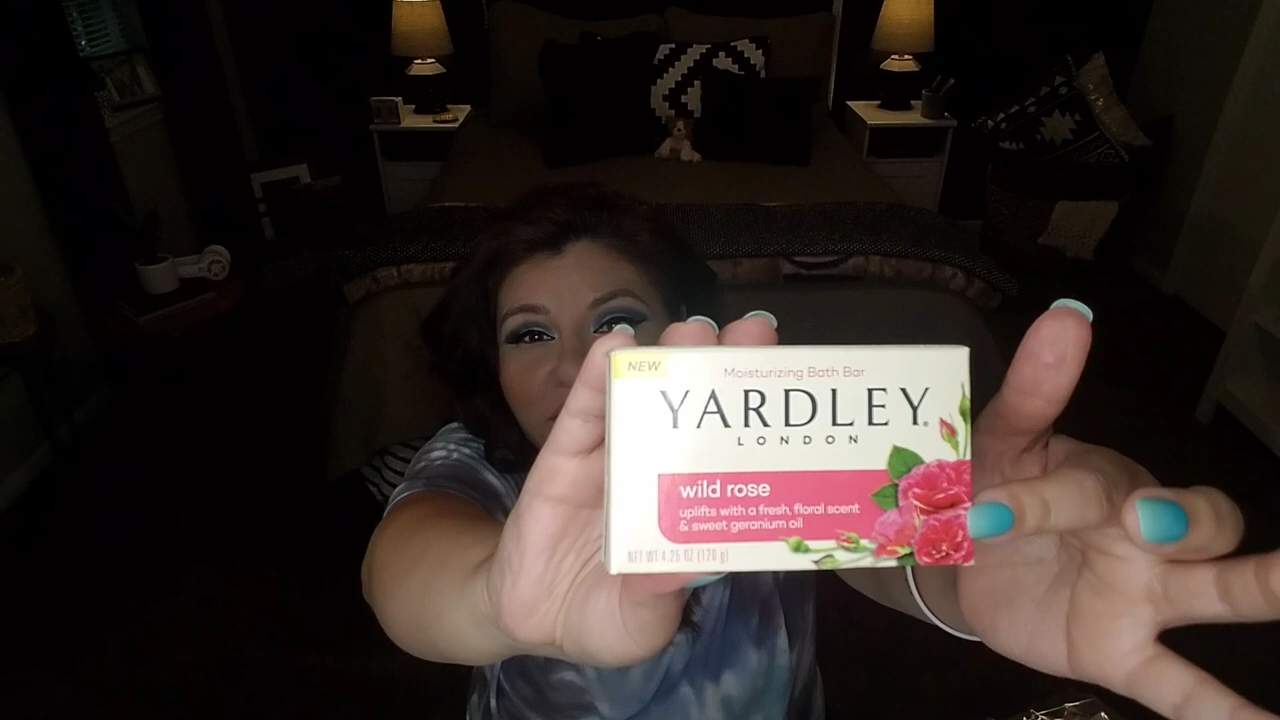 NEW
Moisturizing Bath Bar
YARDLEY®
LONDON
wild rose
uplifts with a fresh, floral scent
& sweet geranium oil
NET WT 4.25 OZ (120 g)